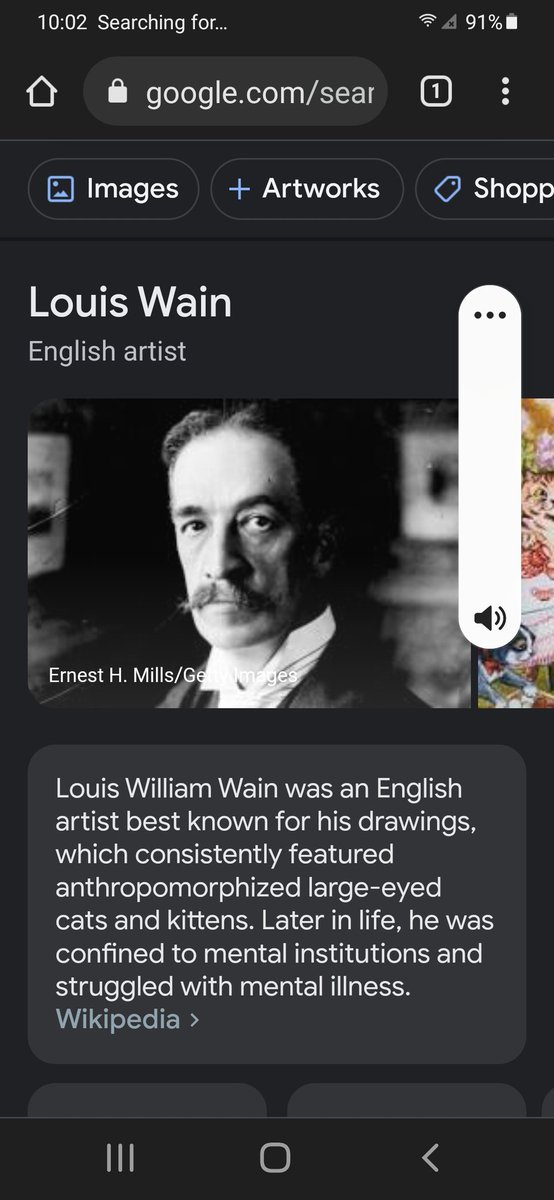 10:02 Searching for... 91%
google.com/sear
1
Images
Artworks
Shopp
Louis Wain
English artist
Ernest H. Mills/Getty Images
Louis William Wain was an English
artist best known for his drawings,
which consistently featured
anthropomorphized large-eyed
cats and kittens. Later in life, he was
confined to mental institutions and
struggled with mental illness.
Wikipedia >